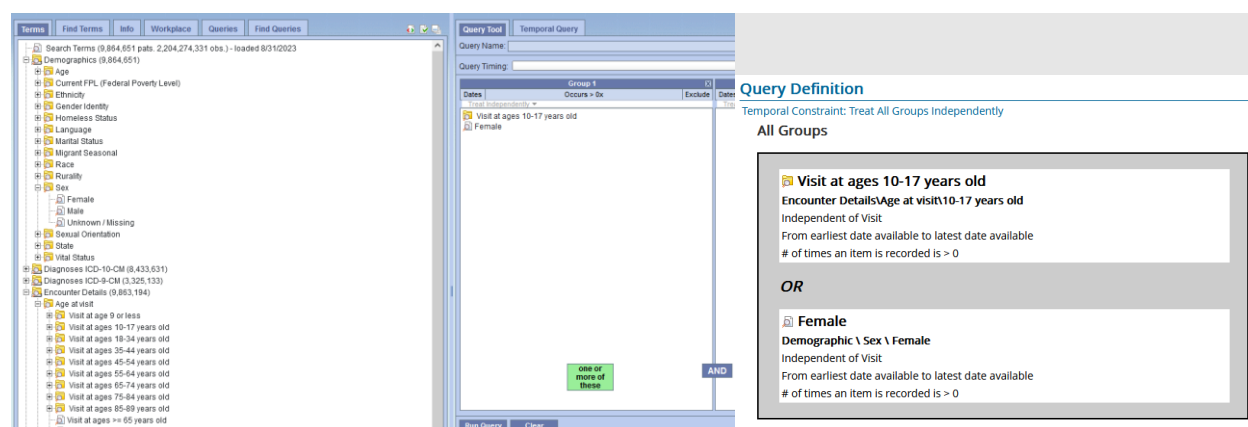 Terms Find Terms Info Workplace Queries Find Queries
Search Terms (9,864,651 pats. 2,204,274,331 obs.) - loaded 8/31/2023
Demographics (9,864,651)
Age
Current FPL (Federal Poverty Level)
Ethnicity
Gender Identity
Homeless Status
Language
Marital Status
Migrant Seasonal
Race
Rurality
Sex
Female
Male
Unknown / Missing
Sexual Orientation
State
Vital Status
Diagnoses ICD-10-CM (8,433,631)
Diagnoses ICD-9-CM (3,325,133)
Encounter Details (9,863,194)
Age at visit
Visit at age 9 or less
Visit at ages 10-17 years old
Visit at ages 18-34 years old
Visit at ages 35-44 years old
Visit at ages 45-54 years old
Visit at ages 55-64 years old
Visit at ages 65-74 years old
Visit at ages 75-84 years old
Visit at ages 85-89 years old
Visit at ages >= 65 years old
Query Tool Temporal Query
Query Name:
Query Timing:
Group 1
Dates Occurs > 0x Exclude Dates
Treat Independently
Visit at ages 10-17 years old
Female
one or
more of
these
AND
Run Query Clear
Query Definition
Temporal Constraint: Treat All Groups Independently
All Groups
Visit at ages 10-17 years old
Encounter Details\Age at visit\10-17 years old
Independent of Visit
From earliest date available to latest date available
# of times an item is recorded is > 0
OR
Female
Demographic \ Sex \ Female
Independent of Visit
From earliest date available to latest date available
# of times an item is recorded is > 0